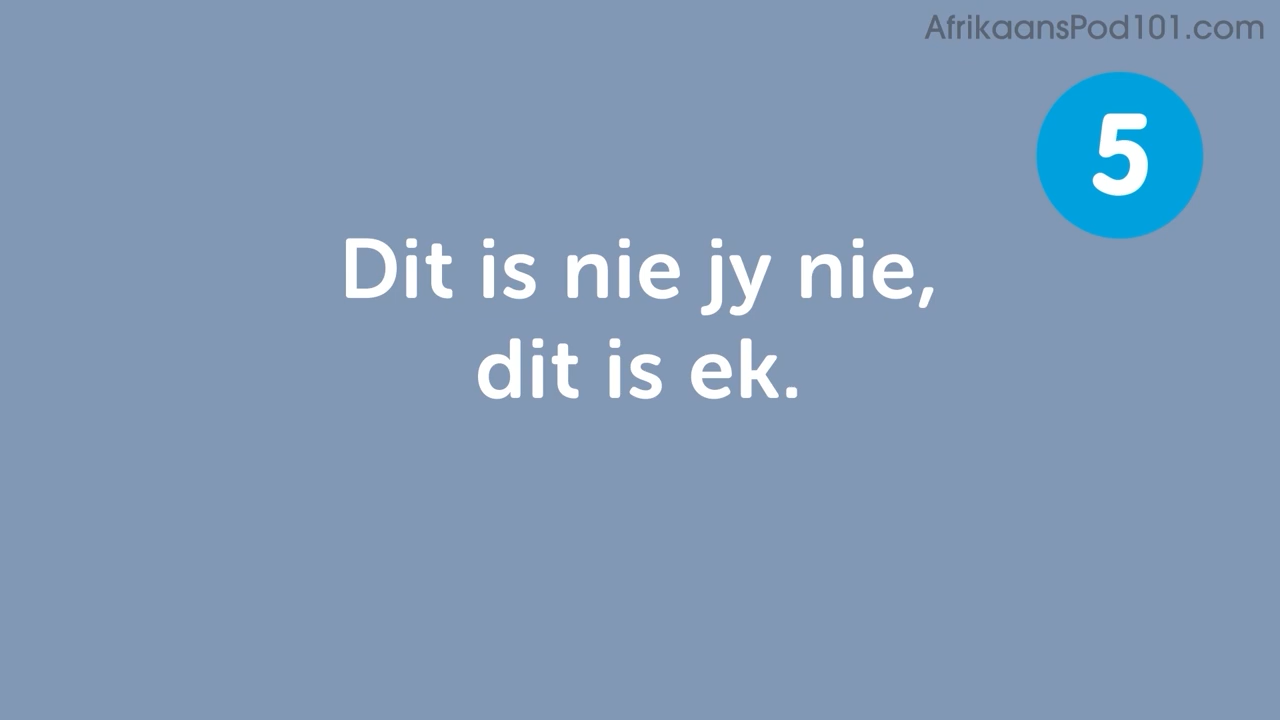 AfrikaansPod101.com
5
Dit is nie jy nie,
dit is ek.